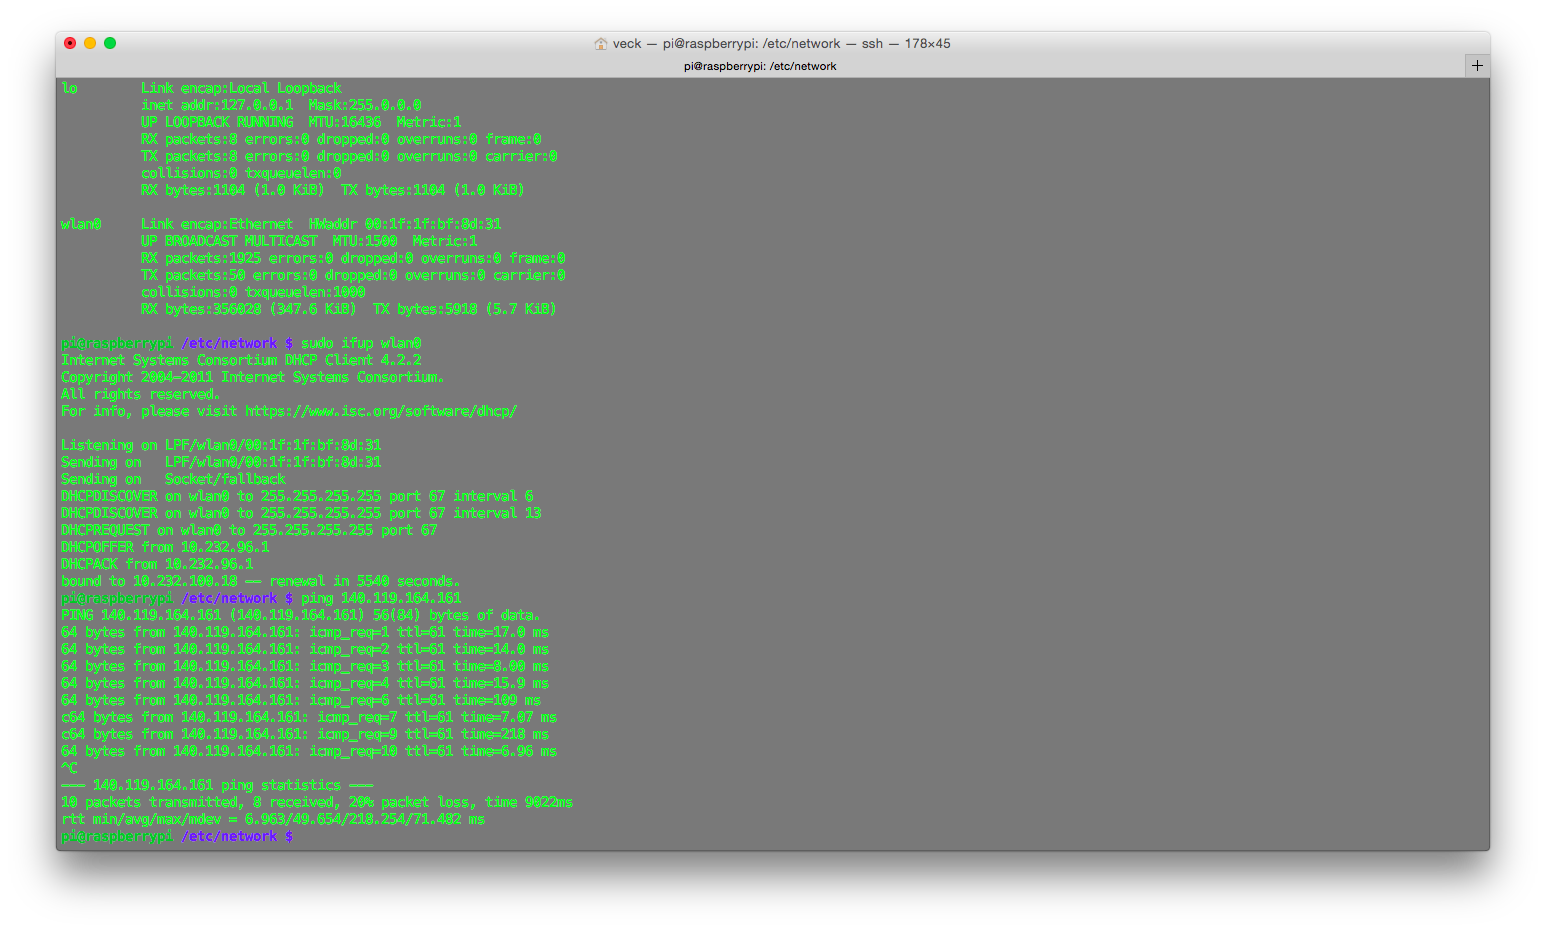 veck — pi@raspberrypi: /etc/network — ssh — 178×45
pi@raspberrypi: /etc/network
lo        Link encap:Local Loopback
          inet addr:127.0.0.1  Mask:255.0.0.0
          UP LOOPBACK RUNNING  MTU:16436  Metric:1
          RX packets:8 errors:0 dropped:0 overruns:0 frame:0
          TX packets:8 errors:0 dropped:0 overruns:0 carrier:0
          collisions:0 txqueuelen:0
          RX bytes:1104 (1.0 KiB)  TX bytes:1104 (1.0 KiB)
wlan0     Link encap:Ethernet  HWaddr 00:1f:1f:bf:8d:31
          UP BROADCAST MULTICAST  MTU:1500  Metric:1
          RX packets:1925 errors:0 dropped:0 overruns:0 frame:0
          TX packets:50 errors:0 dropped:0 overruns:0 carrier:0
          collisions:0 txqueuelen:1000
          RX bytes:356028 (347.6 KiB)  TX bytes:5918 (5.7 KiB)
pi@raspberrypi /etc/network $ sudo ifup wlan0
Internet Systems Consortium DHCP Client 4.2.2
Copyright 2004-2011 Internet Systems Consortium.
All rights reserved.
For info, please visit https://www.isc.org/software/dhcp/
Listening on LPF/wlan0/00:1f:1f:bf:8d:31
Sending on   LPF/wlan0/00:1f:1f:bf:8d:31
Sending on   Socket/fallback
DHCPDISCOVER on wlan0 to 255.255.255.255 port 67 interval 6
DHCPDISCOVER on wlan0 to 255.255.255.255 port 67 interval 13
DHCPREQUEST on wlan0 to 255.255.255.255 port 67
DHCPOFFER from 10.232.96.1
DHCPACK from 10.232.96.1
bound to 10.232.100.18 -- renewal in 5540 seconds.
pi@raspberrypi /etc/network $ ping 140.119.164.161
PING 140.119.164.161 (140.119.164.161) 56(84) bytes of data.
64 bytes from 140.119.164.161: icmp_req=1 ttl=61 time=17.0 ms
64 bytes from 140.119.164.161: icmp_req=2 ttl=61 time=14.0 ms
64 bytes from 140.119.164.161: icmp_req=3 ttl=61 time=8.00 ms
64 bytes from 140.119.164.161: icmp_req=4 ttl=61 time=15.9 ms
64 bytes from 140.119.164.161: icmp_req=6 ttl=61 time=109 ms
c64 bytes from 140.119.164.161: icmp_req=7 ttl=61 time=7.07 ms
c64 bytes from 140.119.164.161: icmp_req=9 ttl=61 time=218 ms
64 bytes from 140.119.164.161: icmp_req=10 ttl=61 time=6.96 ms
^C
--- 140.119.164.161 ping statistics ---
10 packets transmitted, 8 received, 20% packet loss, time 9022ms
rtt min/avg/max/mdev = 6.963/49.654/218.254/71.482 ms
pi@raspberrypi /etc/network $